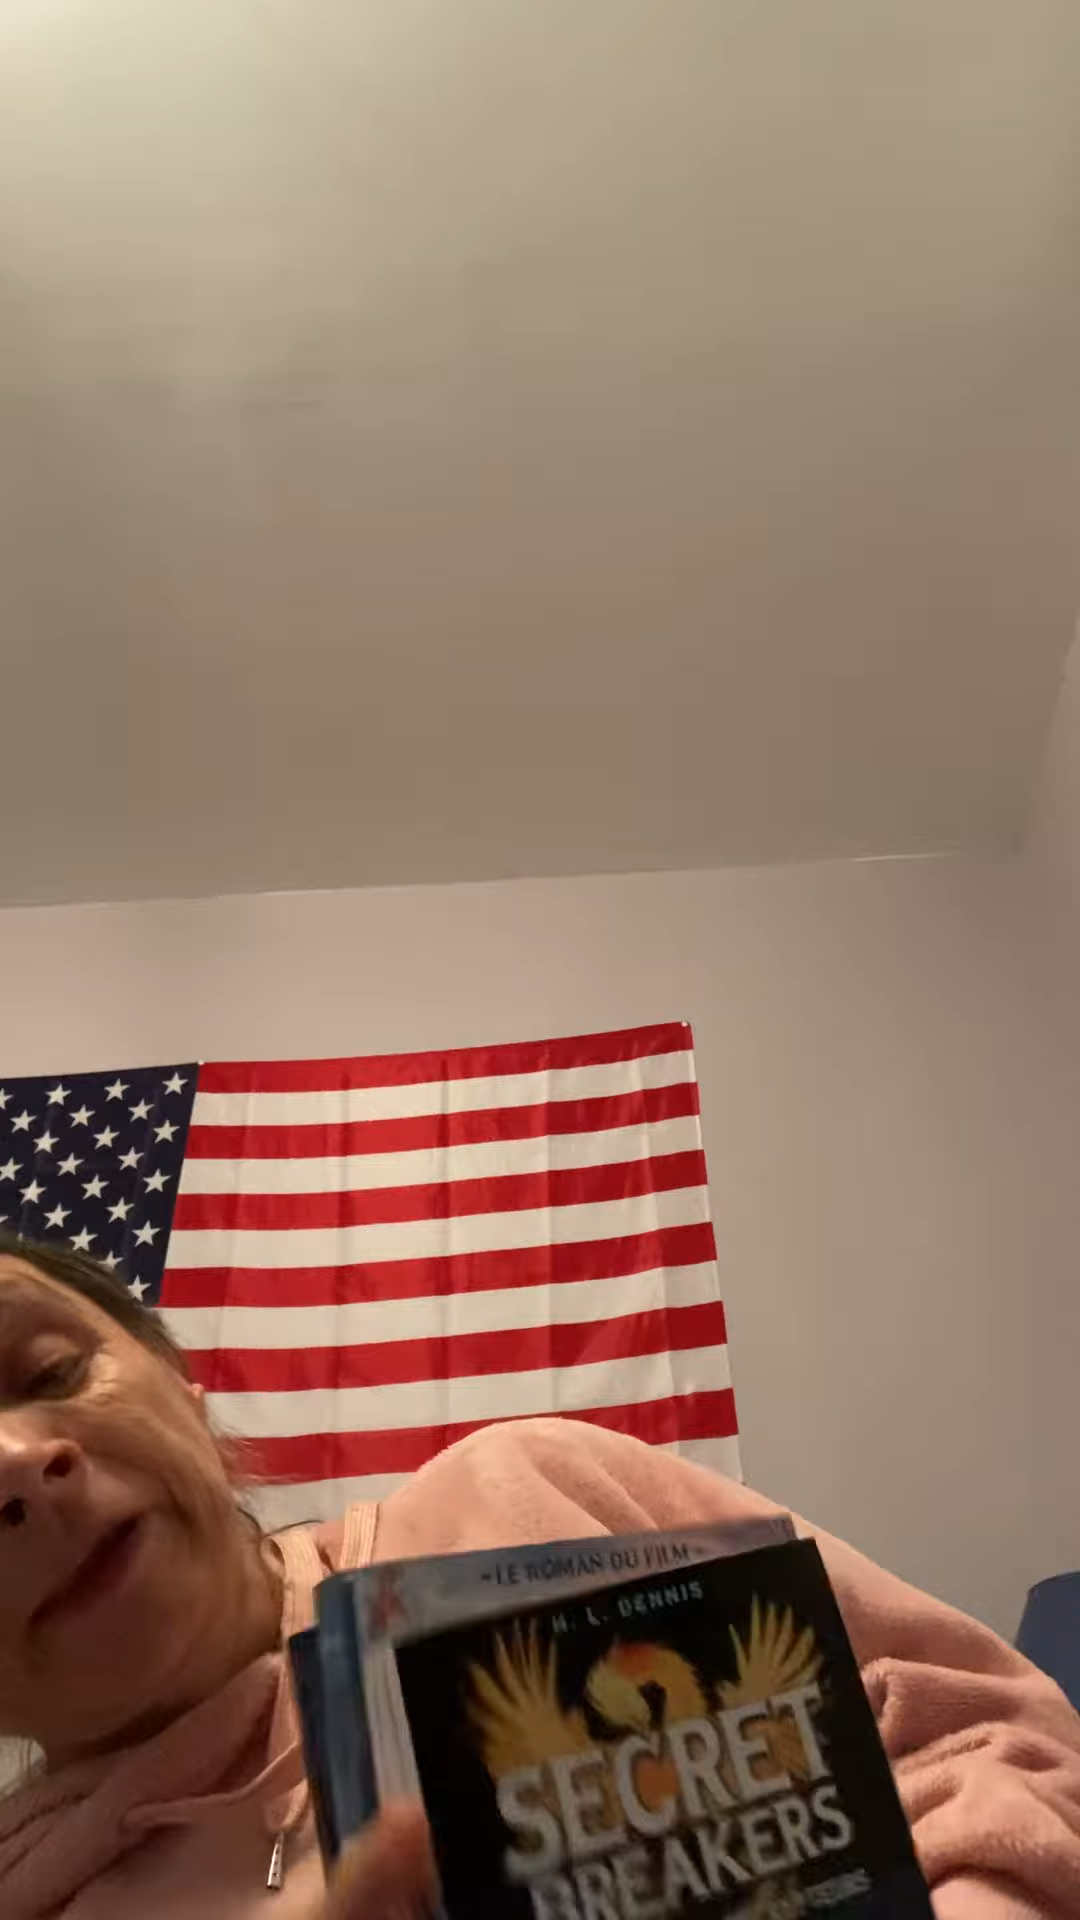 -LE ROMAN DU FILM-
H. L. DENNIS
SECRET
BREAKERS